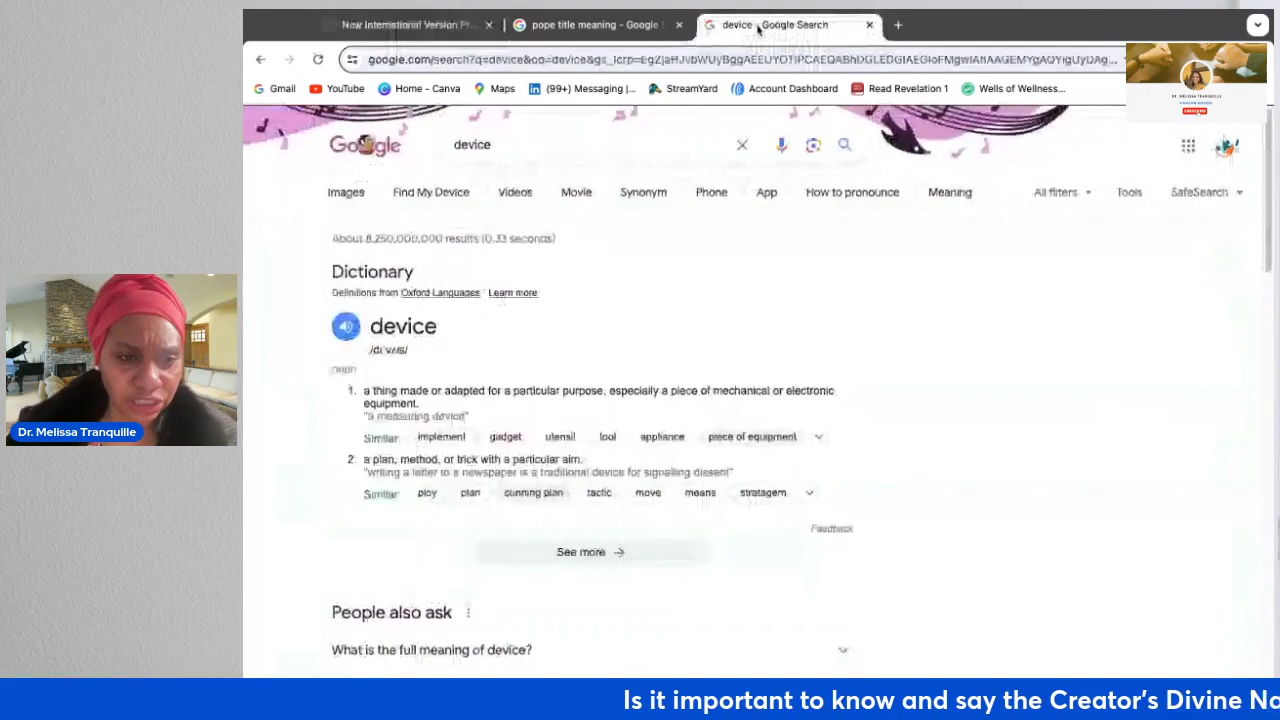 New International Version Pr...
pope title meaning - Google S
device - Google Search
Gmail
YouTube
Home - Canva
Maps
(99+) Messaging |...
StreamYard
Account Dashboard
Read Revelation 1
Wells of Wellness...
DR. MELISSA TRANQUILLE
SUBSCRIBE
Google
device
Images
Find My Device
Videos
Movie
Synonym
Phone
App
How to pronounce
Meaning
All filters
Tools
SafeSearch
About 8,250,000,000 results (0.33 seconds)
Dictionary
Definitions from Oxford Languages · Learn more
device
/dɪˈvʌɪs/
noun
1. a thing made or adapted for a particular purpose, especially a piece of mechanical or electronic
equipment.
"a measuring device"
Similar: implement gadget utensil tool appliance piece of equipment
2. a plan, method, or trick with a particular aim.
"writing a letter to a newspaper is a traditional device for signalling dissent"
Similar: ploy plan cunning plan tactic move means stratagem
Feedback
See more →
People also ask
What is the full meaning of device?
Dr. Melissa Tranquille
Is it important to know and say the Creator's Divine Na